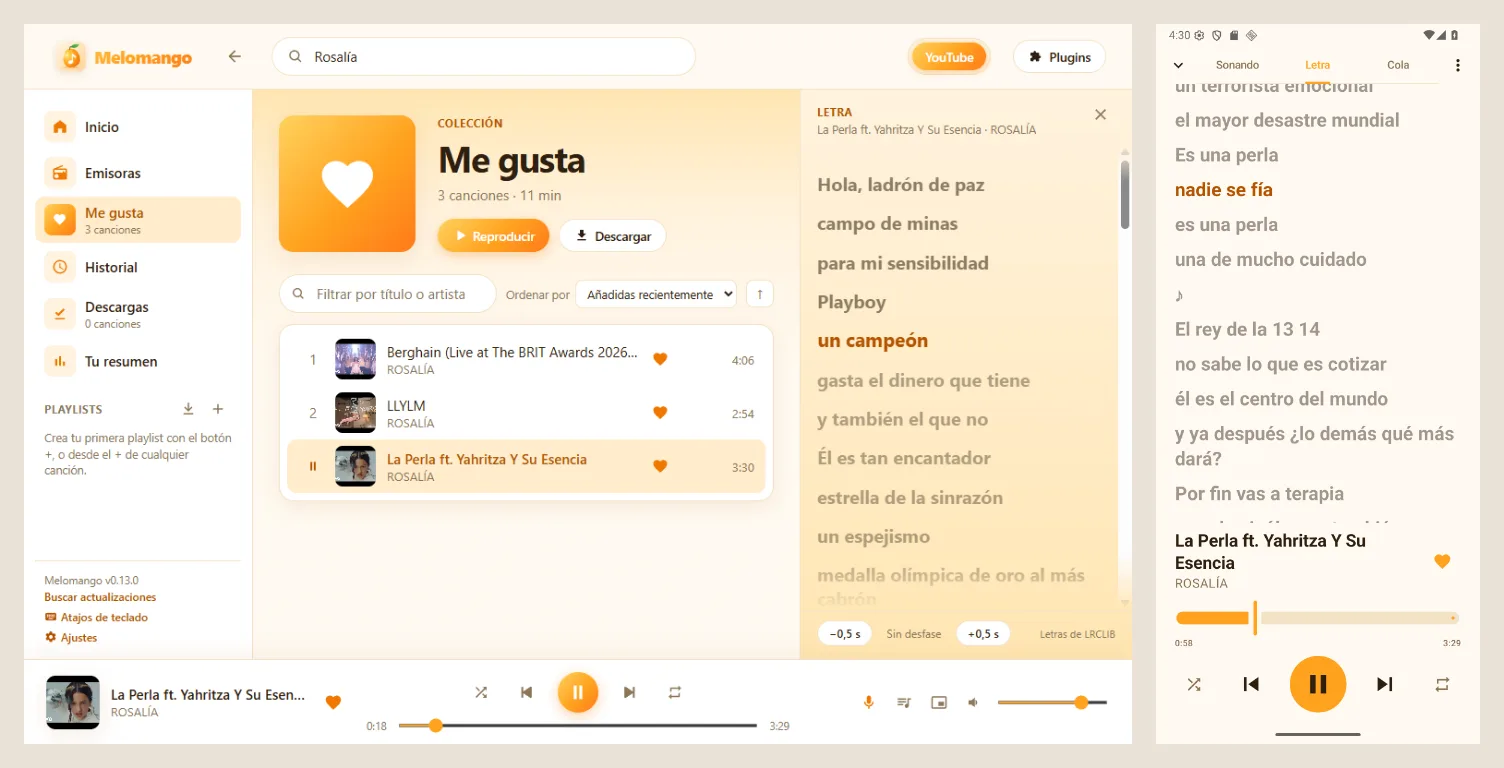 Melomango
Rosalía
YouTube
Plugins
Inicio
Emisoras
Me gusta
3 canciones
Historial
Descargas
0 canciones
Tu resumen
PLAYLISTS
Crea tu primera playlist con el botón
+, o desde el + de cualquier
canción.
Melomango v0.13.0
Buscar actualizaciones
Atajos de teclado
Ajustes
COLECCIÓN
Me gusta
3 canciones · 11 min
Reproducir
Descargar
Filtrar por título o artista
Ordenar por
Añadidas recientemente
↑
1
Berghain (Live at The BRIT Awards 2026...
ROSALÍA
4:06
2
LLYLM
ROSALÍA
2:54
La Perla ft. Yahritza Y Su Esencia
ROSALÍA
3:30
LETRA
La Perla ft. Yahritza Y Su Esencia · ROSALÍA
Hola, ladrón de paz
campo de minas
para mi sensibilidad
Playboy
un campeón
gasta el dinero que tiene
y también el que no
Él es tan encantador
estrella de la sinrazón
un espejismo
medalla olímpica de oro al más
cabrón
−0,5 s
Sin desfase
+0,5 s
Letras de LRCLIB
La Perla ft. Yahritza Y Su Esen...
ROSALÍA
0:18
3:29
4:30
Sonando
Letra
Cola
un terrorista emocional
el mayor desastre mundial
Es una perla
nadie se fía
es una perla
una de mucho cuidado
♪
El rey de la 13 14
no sabe lo que es cotizar
él es el centro del mundo
y ya después ¿lo demás qué más
dará?
Por fin vas a terapia
La Perla ft. Yahritza Y Su
Esencia
ROSALÍA
0:58
3:29